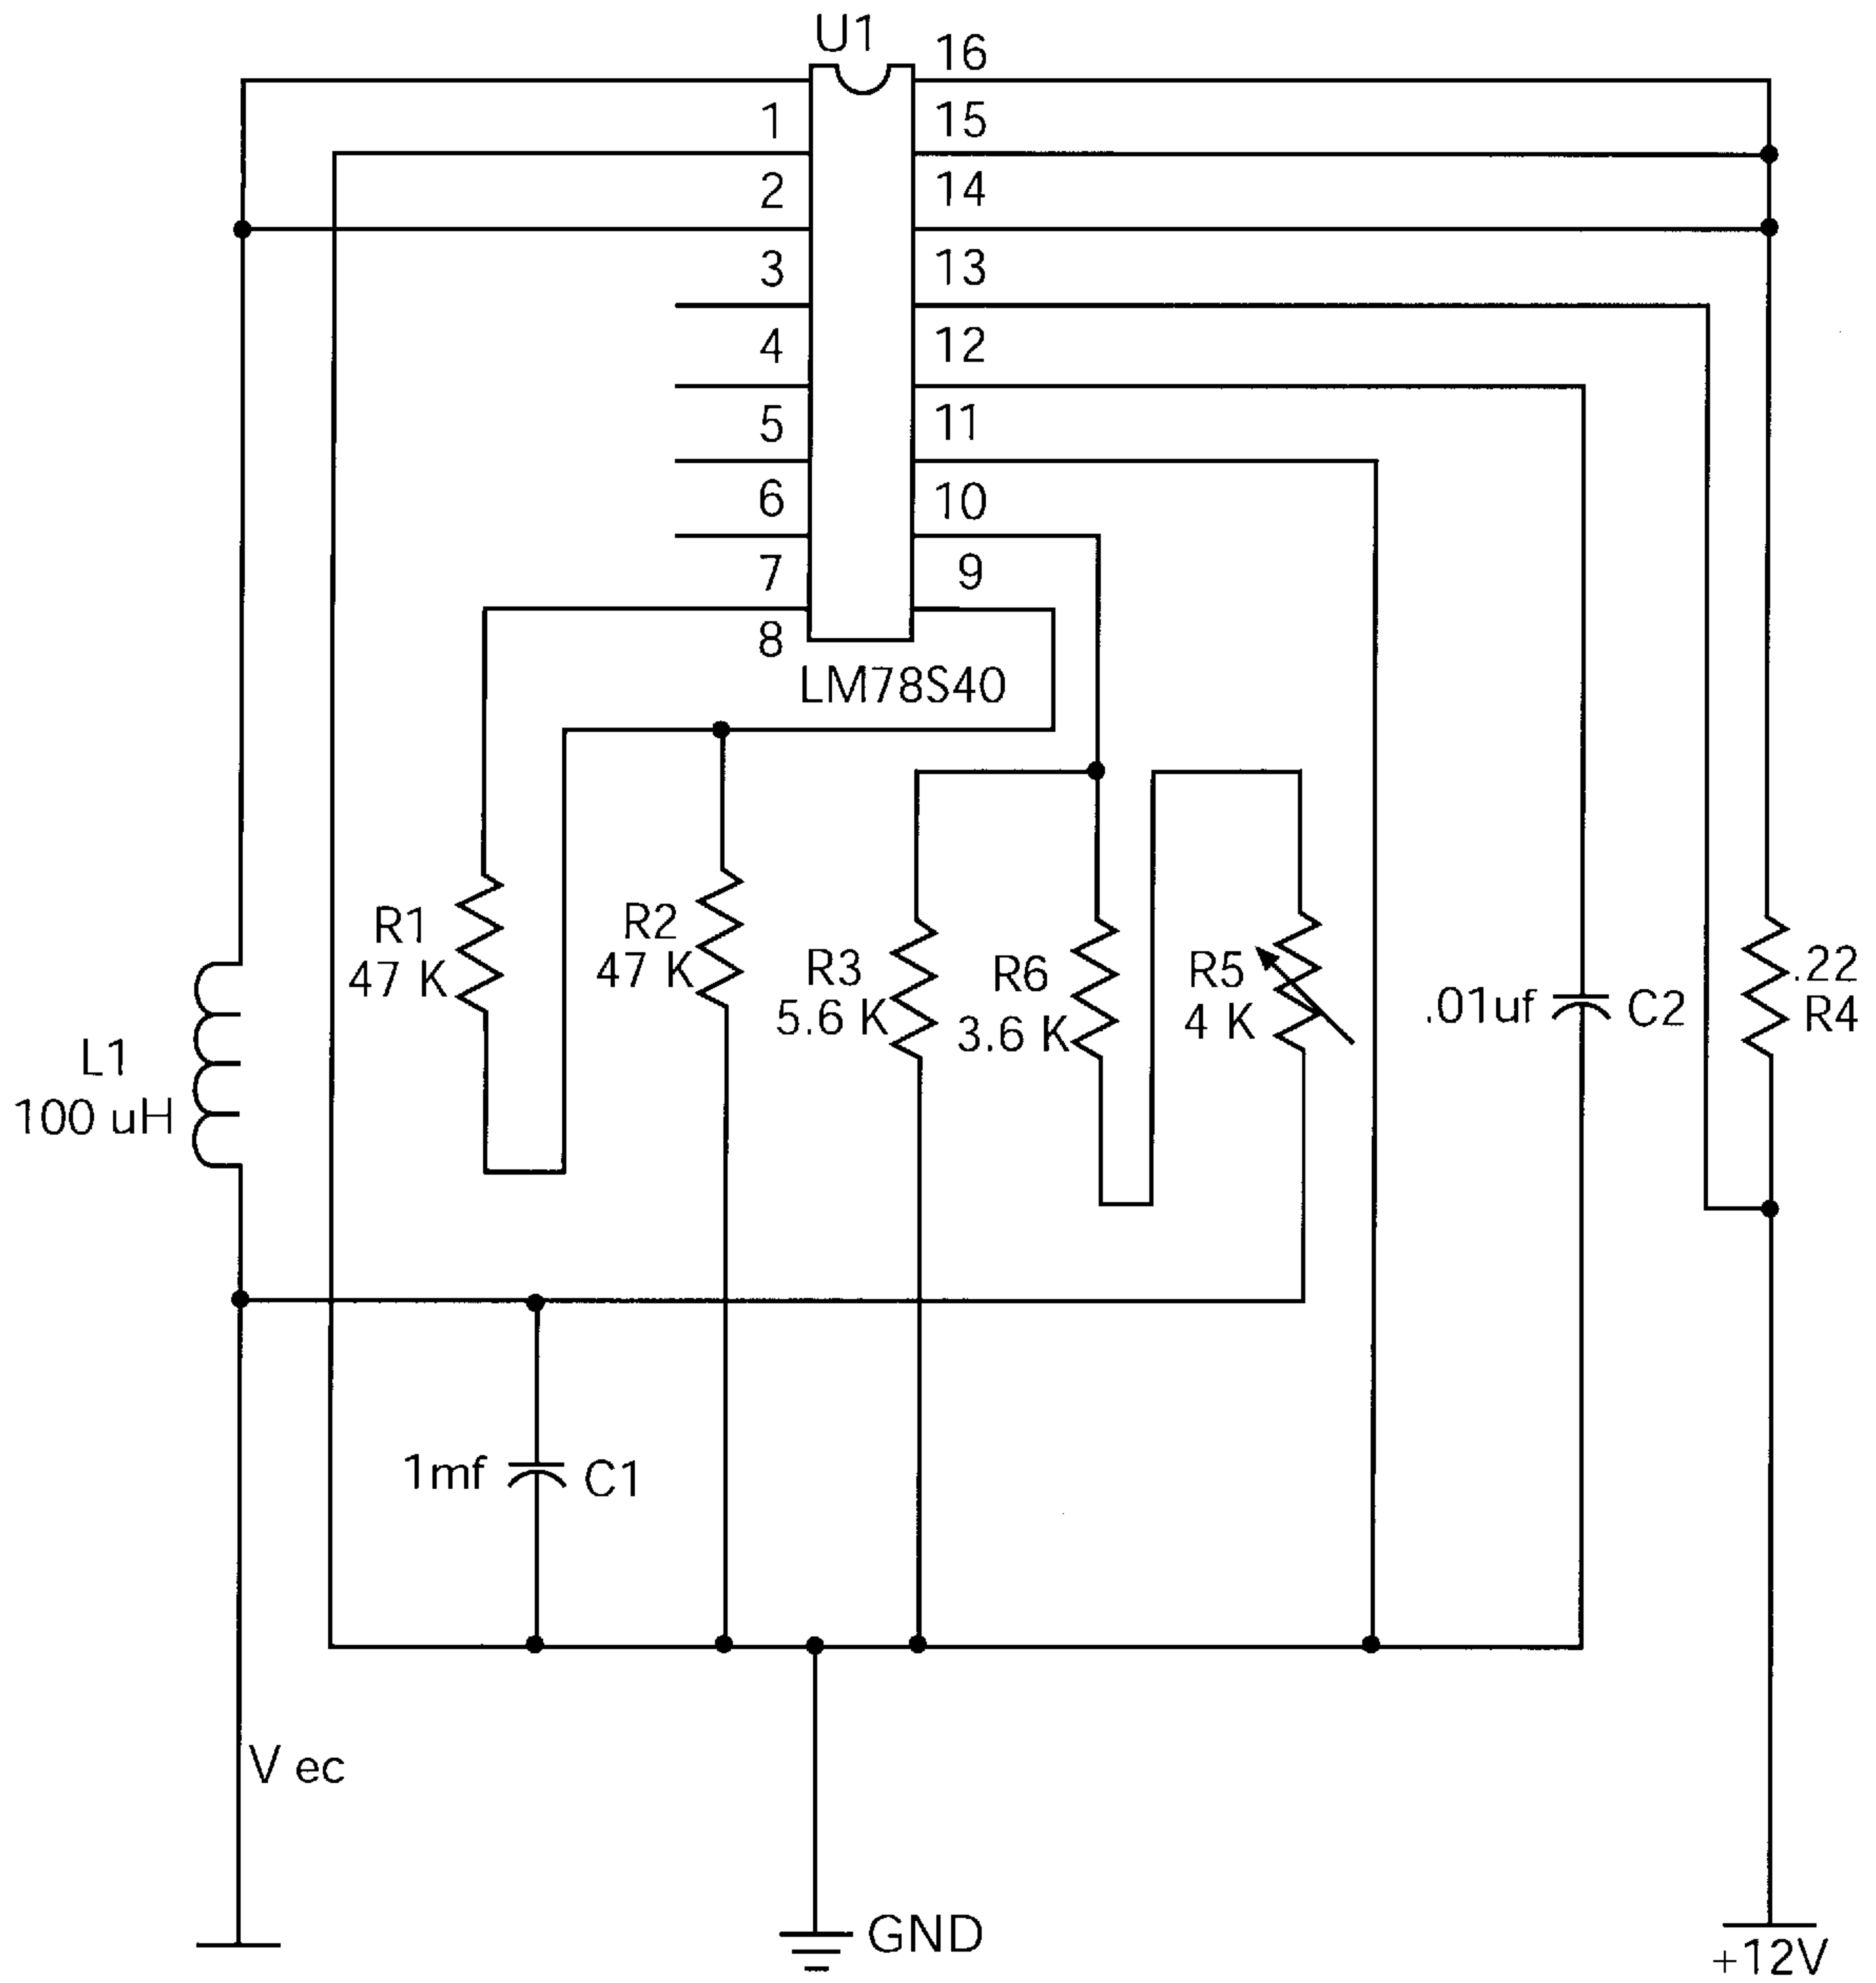 U1
16
1
15
2
14
3
13
4
12
5
11
6
10
7
9
8
LM78S40
R1
47 K
R2
47 K
R3
5.6 K
R6
3.6 K
R5
4 K
.01uf
C2
.22
R4
L1
100 uH
1mf
C1
V ec
GND
+12V